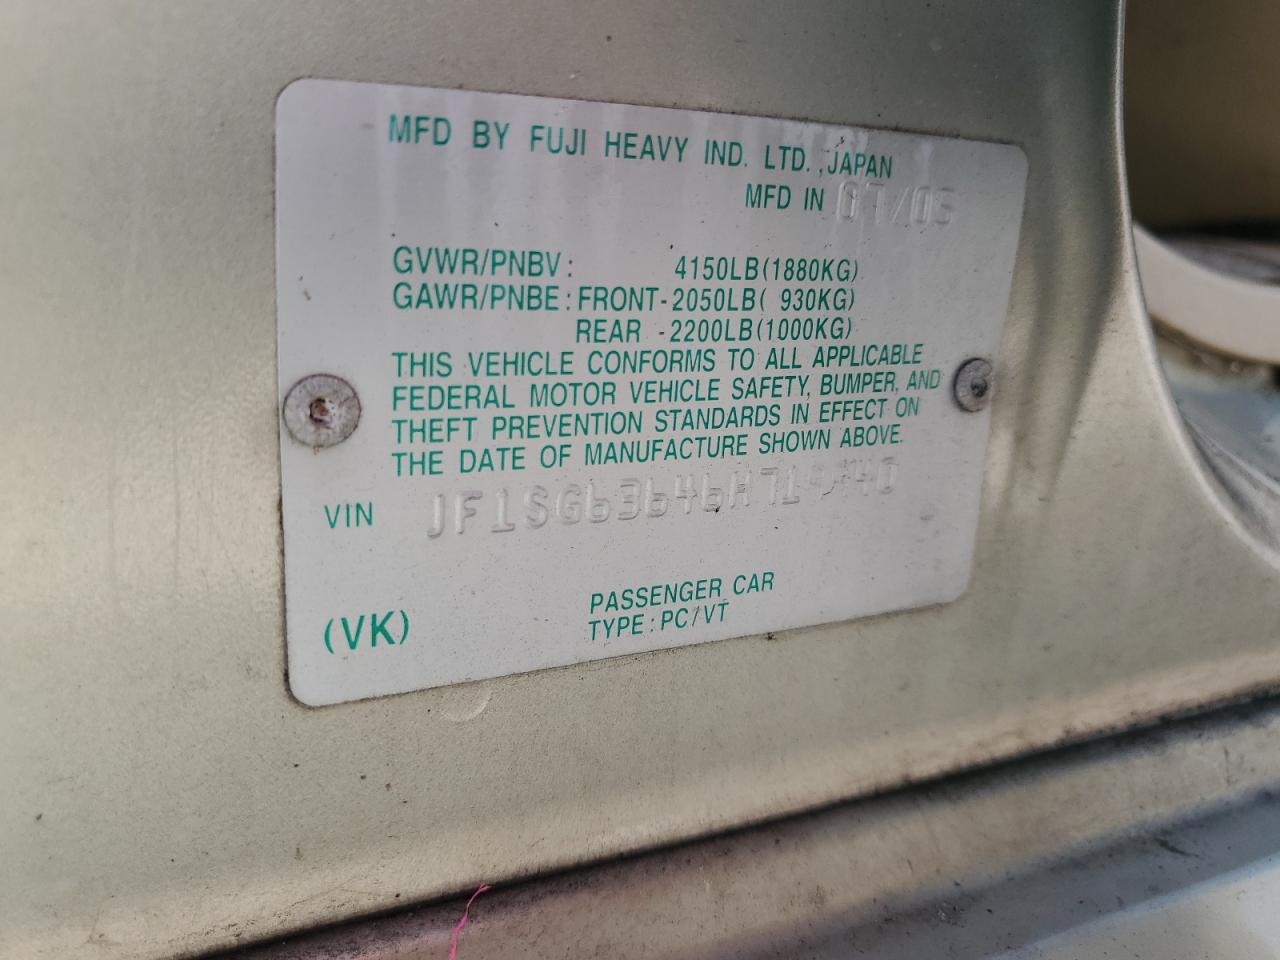 MFD BY FUJI HEAVY IND. LTD., JAPAN
MFD IN 07/05
GVWR/PNBV: 4150LB(1880KG)
GAWR/PNBE: FRONT-2050LB( 930KG)
REAR -2200LB(1000KG)
THIS VEHICLE CONFORMS TO ALL APPLICABLE
FEDERAL MOTOR VEHICLE SAFETY, BUMPER, AND
THEFT PREVENTION STANDARDS IN EFFECT ON
THE DATE OF MANUFACTURE SHOWN ABOVE.
VIN
PASSENGER CAR
(VK) TYPE: PC/VT